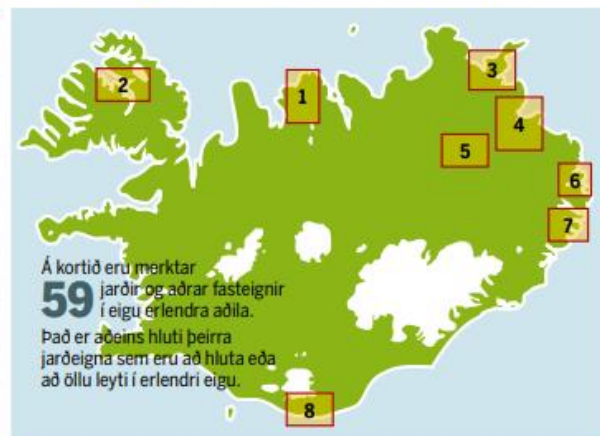 2
1
3
4
5
6
7
Á kortið eru merktar
59 jarðir og aðrar fasteignir
í eigu erlendra aðila.
Það er aðeins hluti þeirra
jarðeigna sem eru að hluta eða
að öllu leyti í erlendri eigu.
8